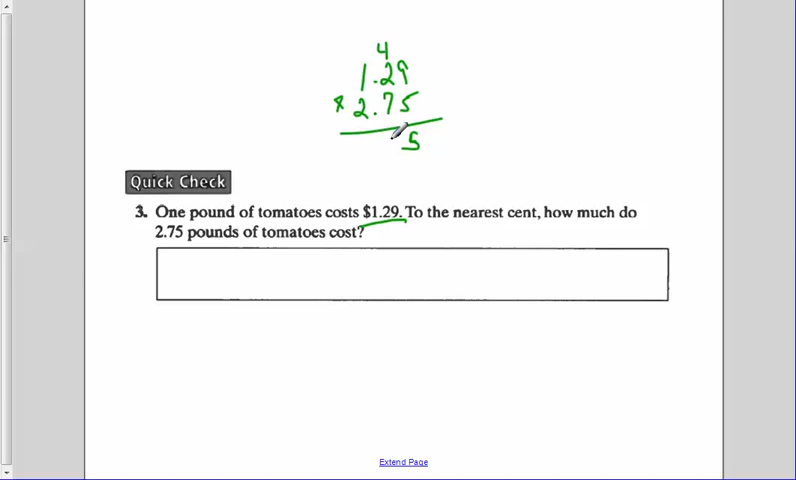 4
1.29
× 2.75
5
Quick Check
3. One pound of tomatoes costs $1.29. To the nearest cent, how much do
2.75 pounds of tomatoes cost?
Extend Page